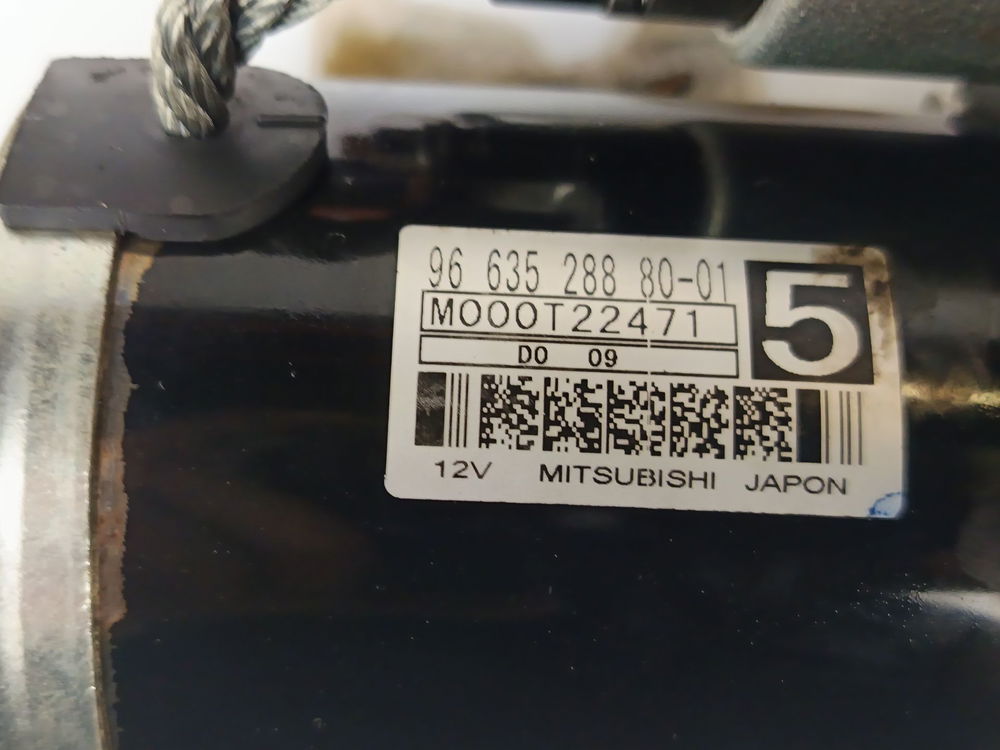 96 635 288 80-01
5
M000T22471
D0 09
12V MITSUBISHI JAPON